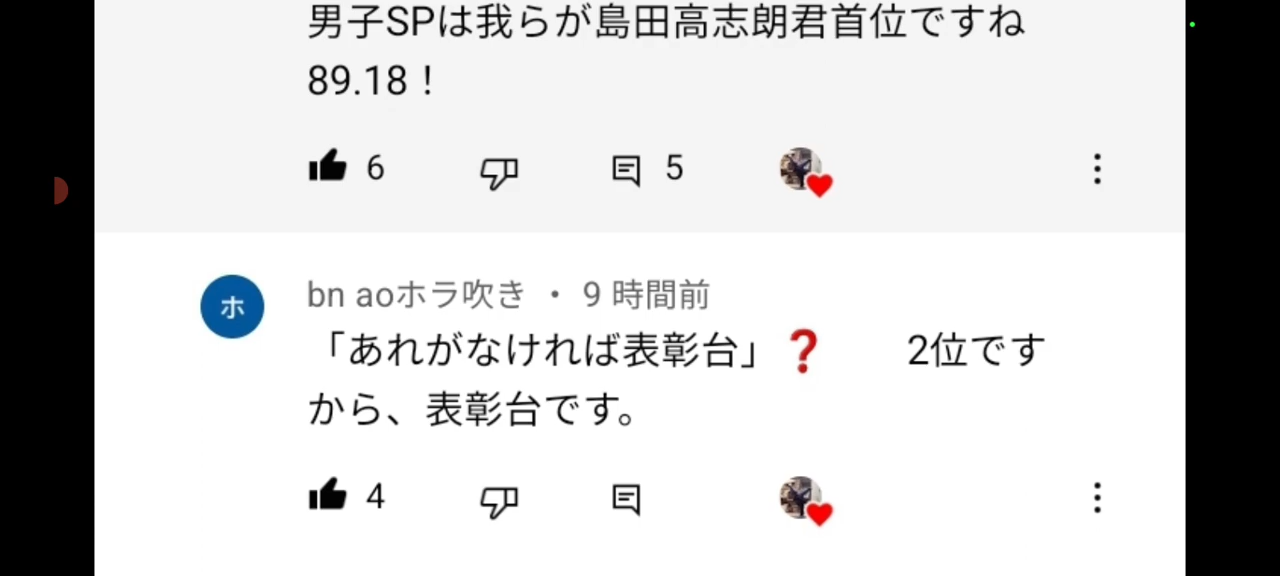 男子SPは我らが島田高志朗君首位ですね
89.18！
6 5
ホ
bn aoホラ吹き ・ 9 時間前
「あれがなければ表彰台」❓ 2位です
から、表彰台です。
4